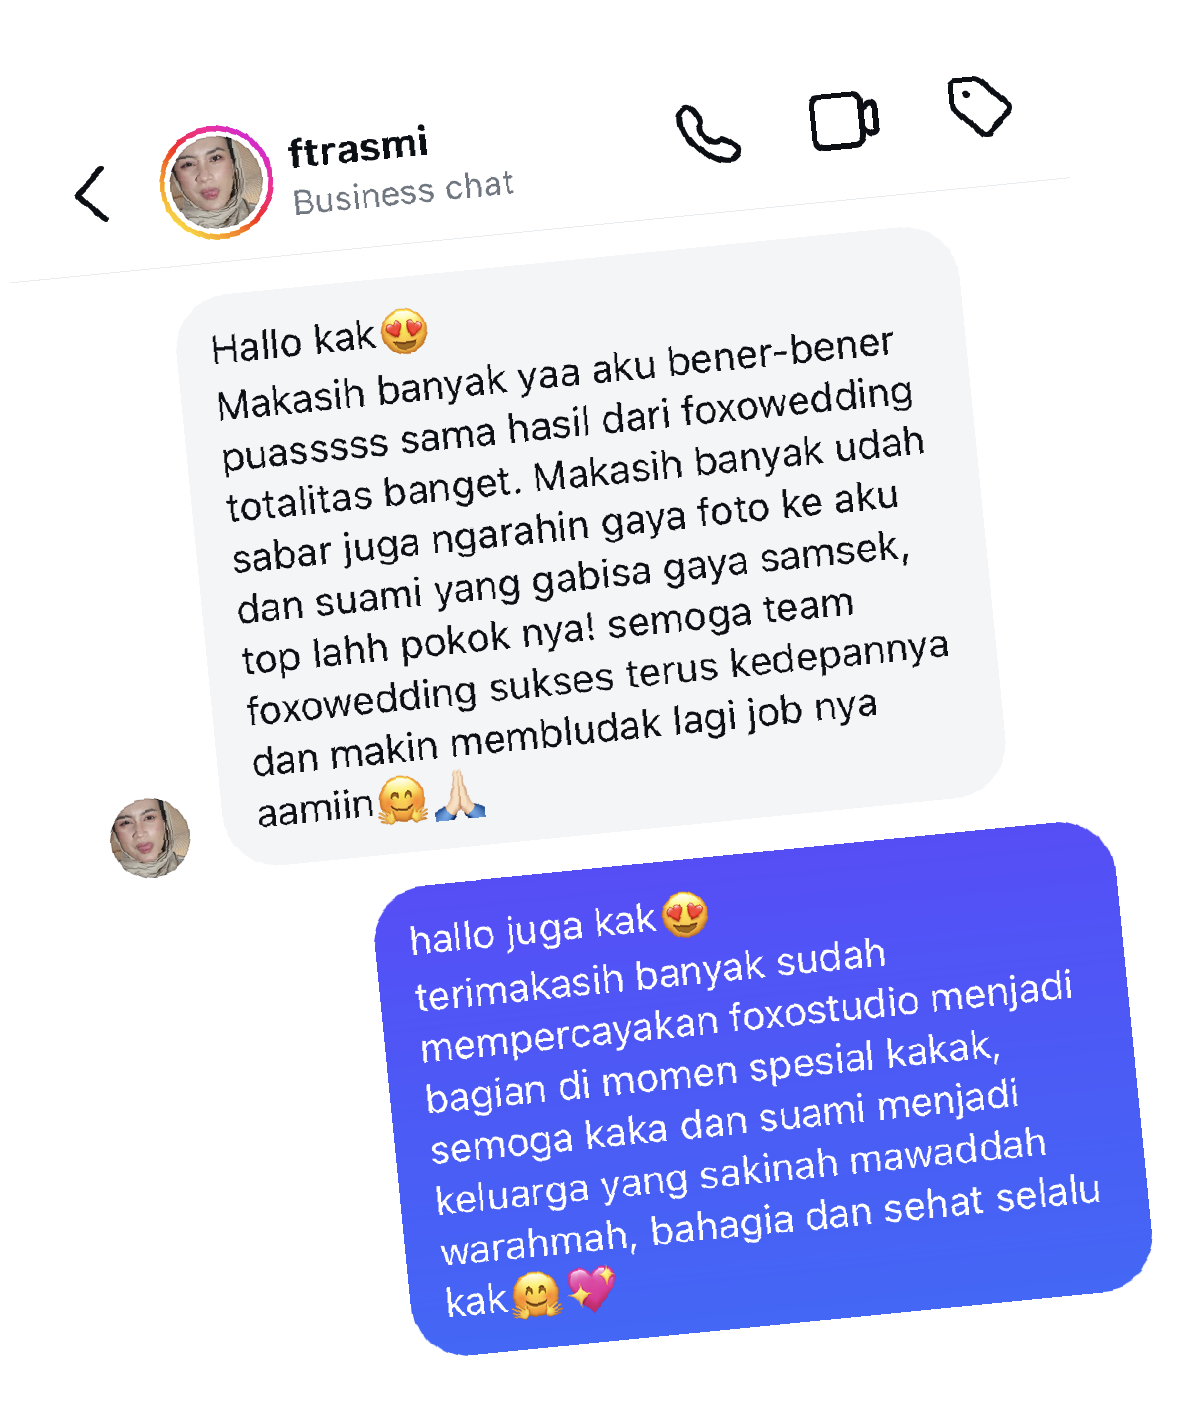 ftrasmi
Business chat
Hallo kak😍
Makasih banyak yaa aku bener-bener
puasssss sama hasil dari foxowedding
totalitas banget. Makasih banyak udah
sabar juga ngarahin gaya foto ke aku
dan suami yang gabisa gaya samsek,
top lahh pokok nya! semoga team
foxowedding sukses terus kedepannya
dan makin membludak lagi job nya
aamiin🤗🙏🏻
hallo juga kak😍
terimakasih banyak sudah
mempercayakan foxostudio menjadi
bagian di momen spesial kakak,
semoga kaka dan suami menjadi
keluarga yang sakinah mawaddah
warahmah, bahagia dan sehat selalu
kak🤗💖